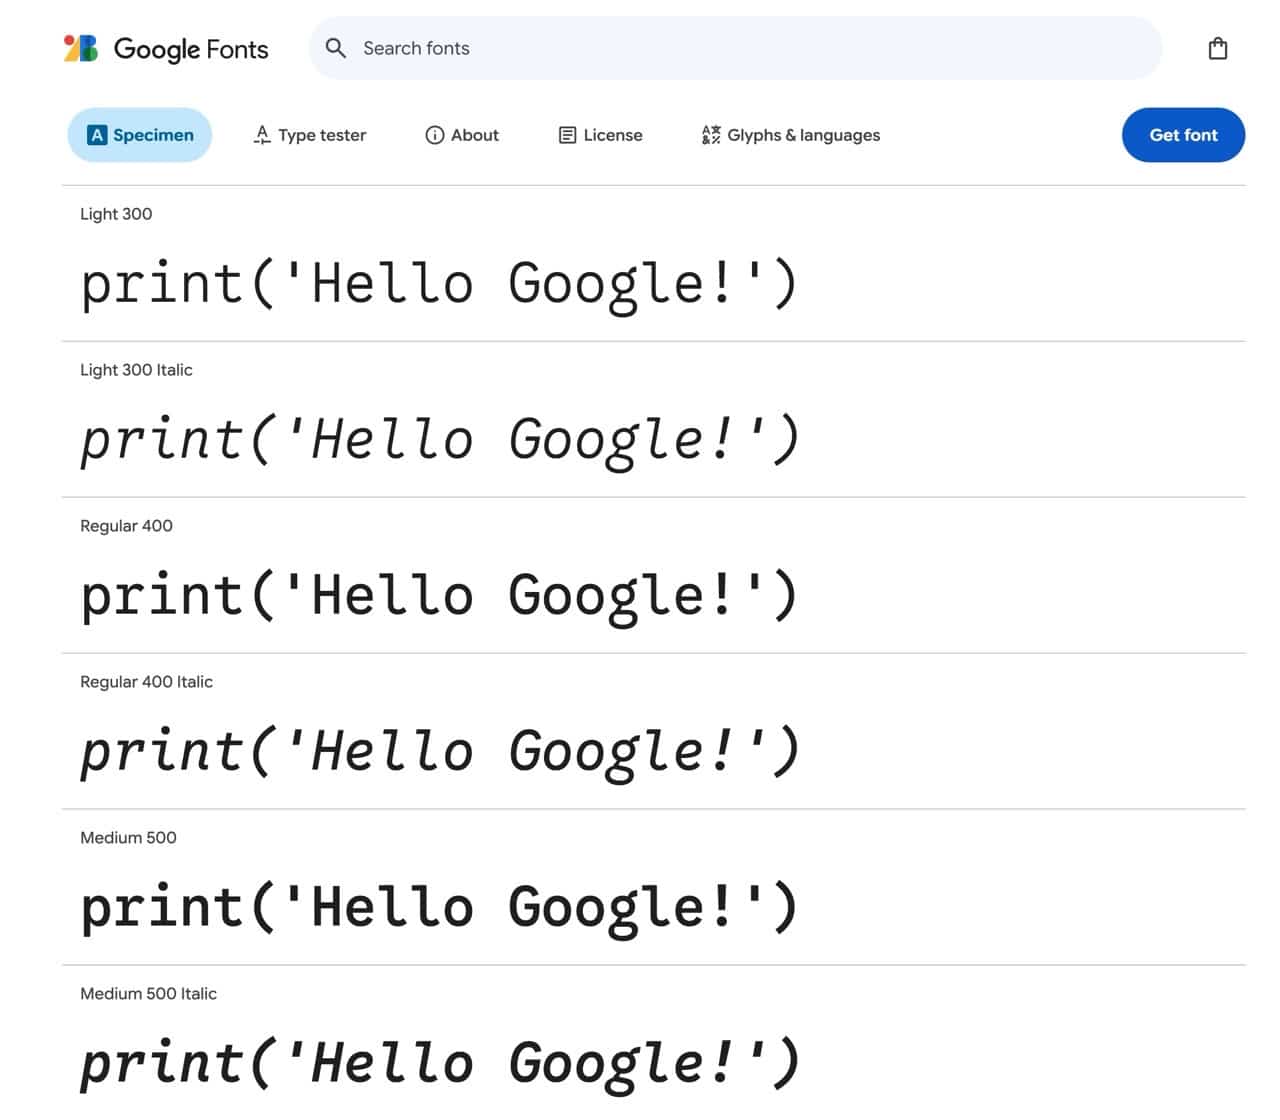 Google Fonts Search fonts
Specimen Type tester About License Glyphs & languages Get font
Light 300
print('Hello Google!')
Light 300 Italic
print('Hello Google!')
Regular 400
print('Hello Google!')
Regular 400 Italic
print('Hello Google!')
Medium 500
print('Hello Google!')
Medium 500 Italic
print('Hello Google!')